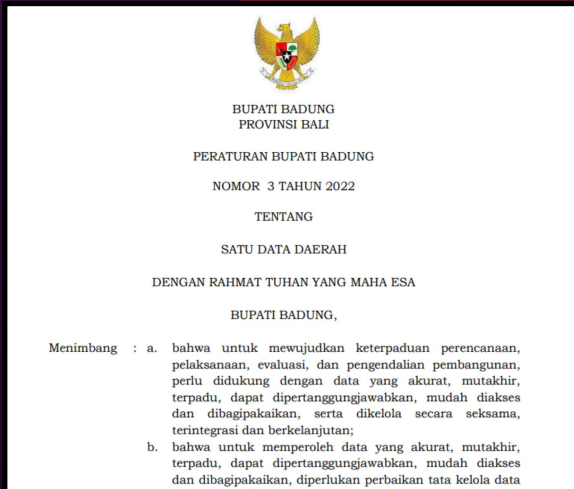 BUPATI BADUNG
PROVINSI BALI
PERATURAN BUPATI BADUNG
NOMOR 3 TAHUN 2022
TENTANG
SATU DATA DAERAH
DENGAN RAHMAT TUHAN YANG MAHA ESA
BUPATI BADUNG,
Menimbang : a. bahwa untuk mewujudkan keterpaduan perencanaan,
pelaksanaan, evaluasi, dan pengendalian pembangunan,
perlu didukung dengan data yang akurat, mutakhir,
terpadu, dapat dipertanggungjawabkan, mudah diakses
dan dibagipakaikan, serta dikelola secara seksama,
terintegrasi dan berkelanjutan;
b. bahwa untuk memperoleh data yang akurat, mutakhir,
terpadu, dapat dipertanggungjawabkan, mudah diakses
dan dibagipakaikan, diperlukan perbaikan tata kelola data